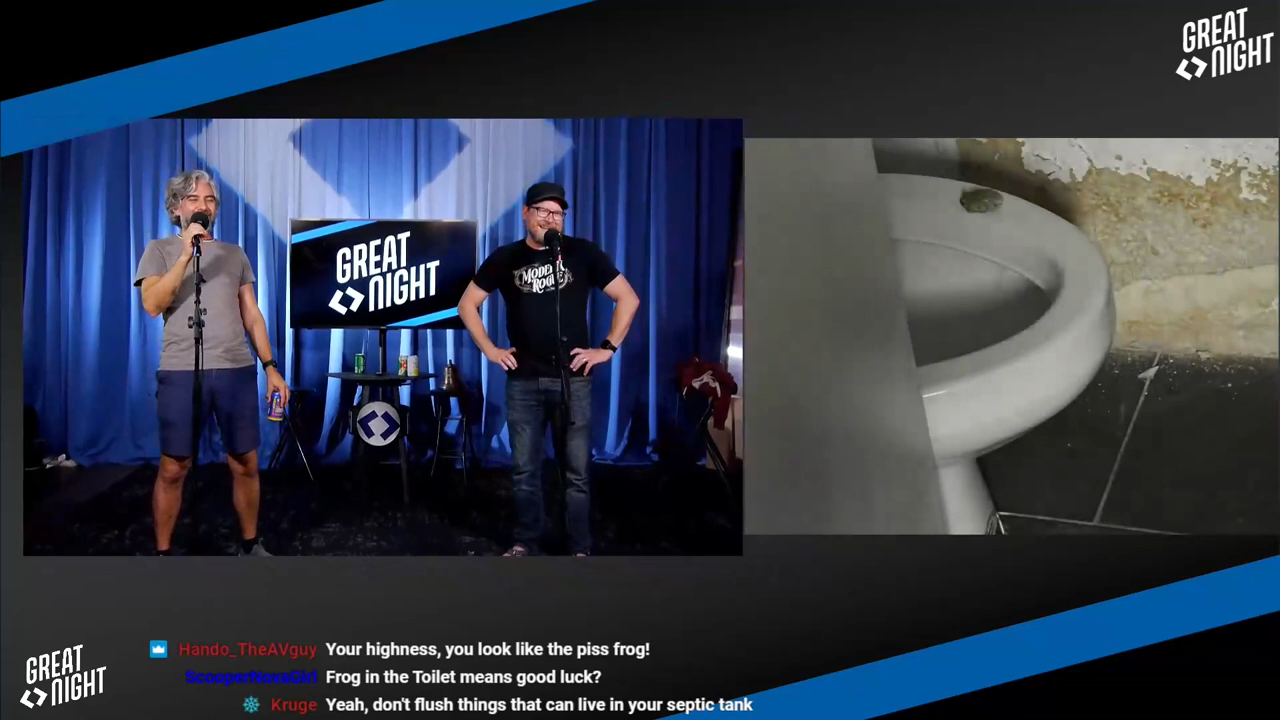 GREAT
NIGHT
GREAT
NIGHT
MODERN
ROGUE
GREAT
NIGHT
Hando_TheAVguy Your highness, you look like the piss frog!
ScooperNovaGirl Frog in the Toilet means good luck?
Kruge Yeah, don't flush things that can live in your septic tank